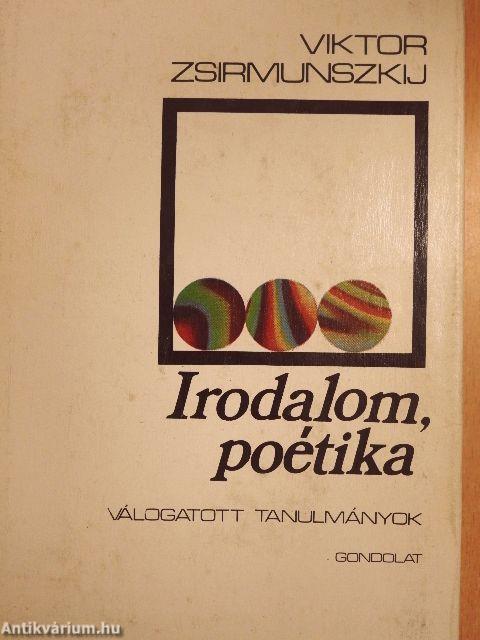 VIKTOR
ZSIRMUNSZKIJ
Irodalom,
poétika
VÁLOGATOTT TANULMÁNYOK
GONDOLAT
Antikvárium.hu